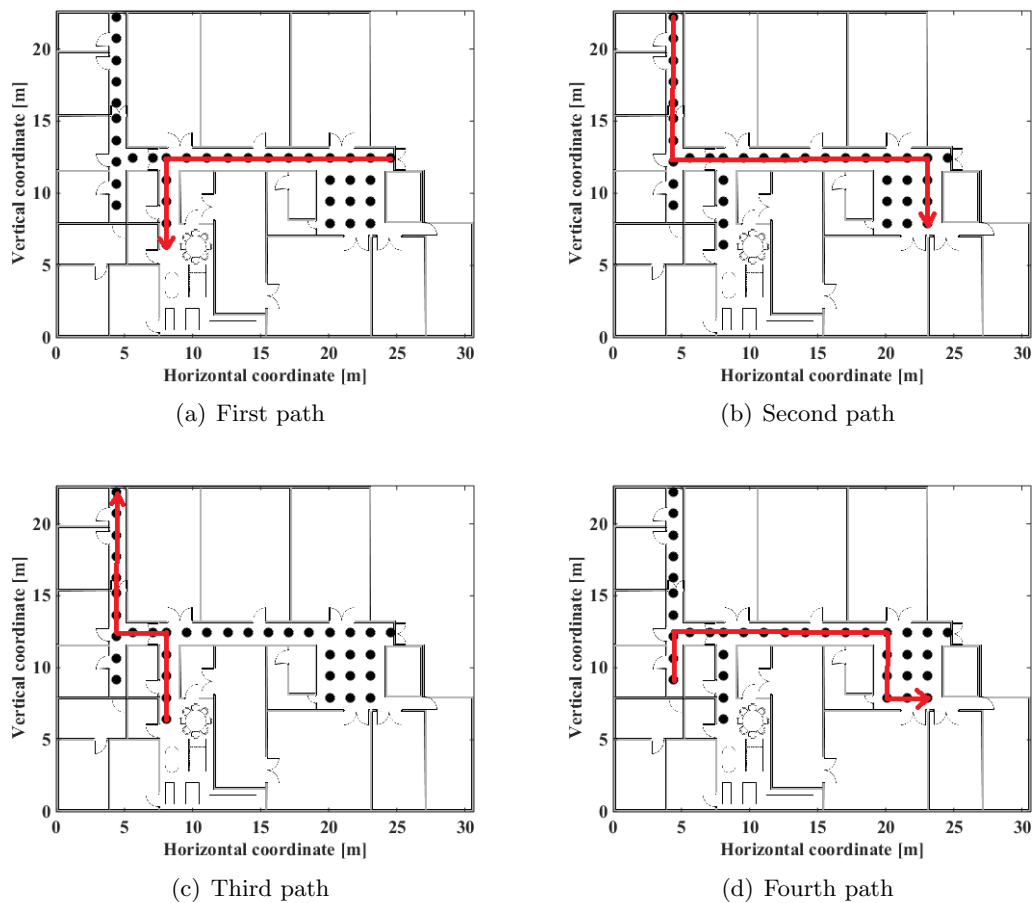 20
15
10
5
0
Vertical coordinate [m]
0 5 10 15 20 25 30
Horizontal coordinate [m]
(a) First path
20
15
10
5
0
Vertical coordinate [m]
0 5 10 15 20 25 30
Horizontal coordinate [m]
(b) Second path
20
15
10
5
0
Vertical coordinate [m]
0 5 10 15 20 25 30
Horizontal coordinate [m]
(c) Third path
20
15
10
5
0
Vertical coordinate [m]
0 5 10 15 20 25 30
Horizontal coordinate [m]
(d) Fourth path